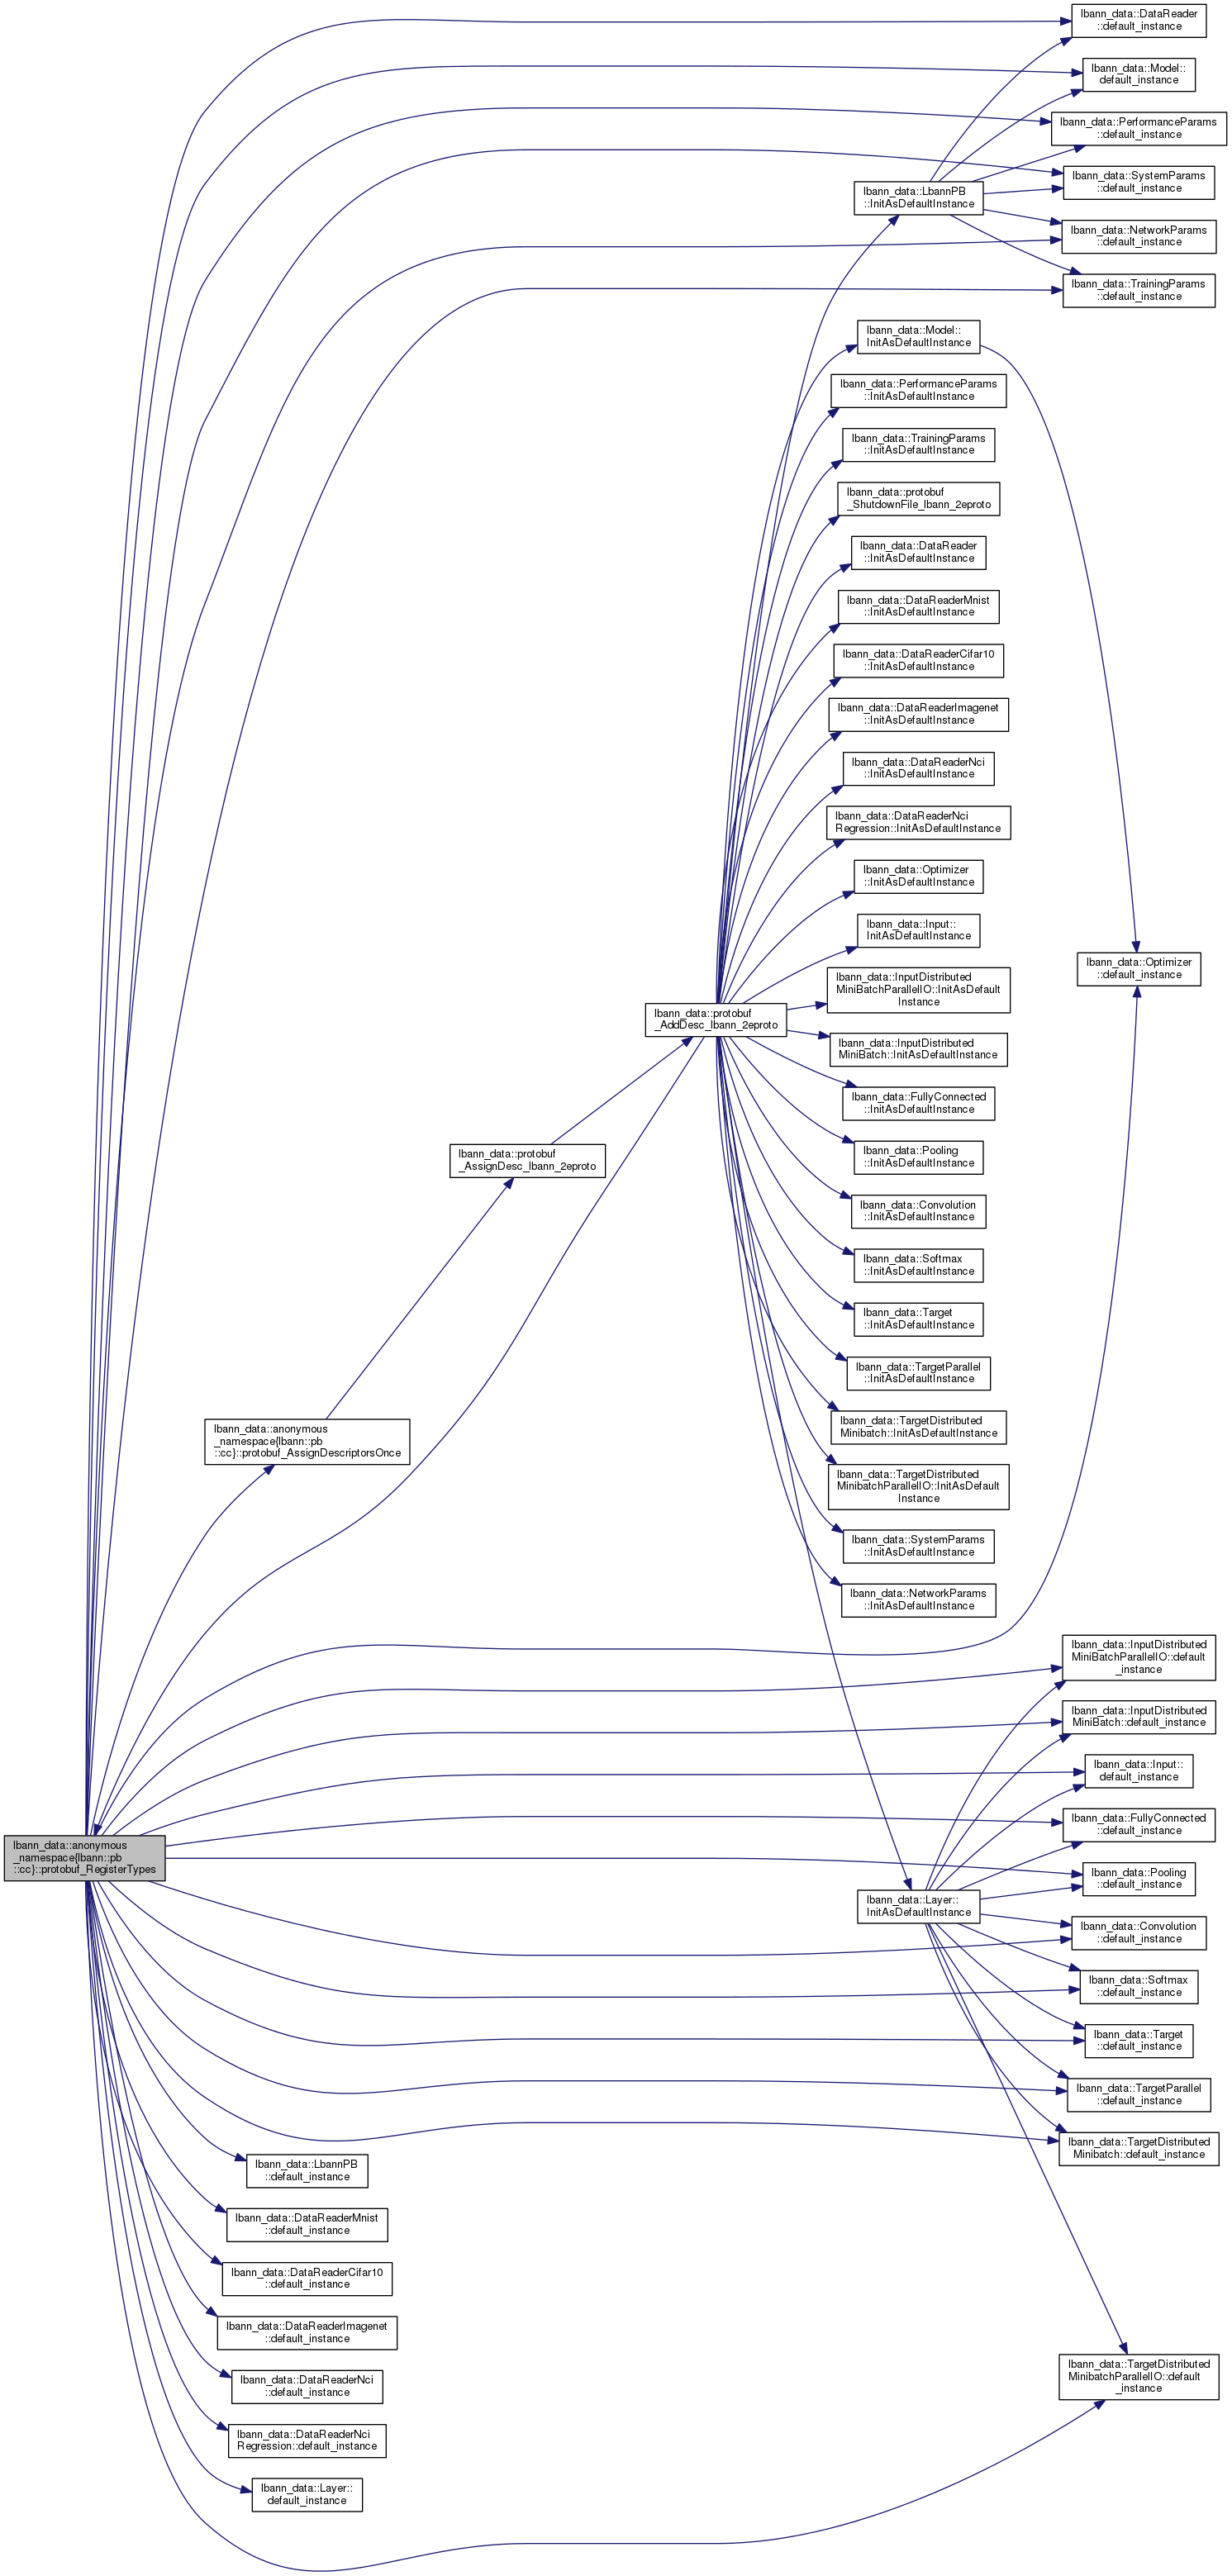 lbann_data::DataReader
::default_instance
lbann_data::Model::
default_instance
lbann_data::PerformanceParams
::default_instance
lbann_data::SystemParams
::default_instance
lbann_data::LbannPB
::InitAsDefaultInstance
lbann_data::NetworkParams
::default_instance
lbann_data::TrainingParams
::default_instance
lbann_data::Model::
InitAsDefaultInstance
lbann_data::PerformanceParams
::InitAsDefaultInstance
lbann_data::TrainingParams
::InitAsDefaultInstance
lbann_data::protobuf
_ShutdownFile_lbann_2eproto
lbann_data::DataReader
::InitAsDefaultInstance
lbann_data::DataReaderMnist
::InitAsDefaultInstance
lbann_data::DataReaderCifar10
::InitAsDefaultInstance
lbann_data::DataReaderImagenet
::InitAsDefaultInstance
lbann_data::DataReaderNci
::InitAsDefaultInstance
lbann_data::DataReaderNci
Regression::InitAsDefaultInstance
lbann_data::Optimizer
::InitAsDefaultInstance
lbann_data::Input::
InitAsDefaultInstance
lbann_data::Optimizer
::default_instance
lbann_data::InputDistributed
MiniBatchParallelIO::InitAsDefault
Instance
lbann_data::protobuf
_AddDesc_lbann_2eproto
lbann_data::InputDistributed
MiniBatch::InitAsDefaultInstance
lbann_data::FullyConnected
::InitAsDefaultInstance
lbann_data::protobuf
_AssignDesc_lbann_2eproto
lbann_data::Pooling
::InitAsDefaultInstance
lbann_data::Convolution
::InitAsDefaultInstance
lbann_data::Softmax
::InitAsDefaultInstance
lbann_data::Target
::InitAsDefaultInstance
lbann_data::TargetParallel
::InitAsDefaultInstance
lbann_data::TargetDistributed
Minibatch::InitAsDefaultInstance
lbann_data::anonymous
_namespace{lbann::pb
::cc}::protobuf_AssignDescriptorsOnce
lbann_data::TargetDistributed
MinibatchParallelIO::InitAsDefault
Instance
lbann_data::SystemParams
::InitAsDefaultInstance
lbann_data::NetworkParams
::InitAsDefaultInstance
lbann_data::InputDistributed
MiniBatchParallelIO::default
_instance
lbann_data::InputDistributed
MiniBatch::default_instance
lbann_data::Input::
default_instance
lbann_data::FullyConnected
::default_instance
lbann_data::anonymous
_namespace{lbann::pb
::cc}::protobuf_RegisterTypes
lbann_data::Pooling
::default_instance
lbann_data::Layer::
InitAsDefaultInstance
lbann_data::Convolution
::default_instance
lbann_data::Softmax
::default_instance
lbann_data::Target
::default_instance
lbann_data::TargetParallel
::default_instance
lbann_data::TargetDistributed
Minibatch::default_instance
lbann_data::LbannPB
::default_instance
lbann_data::DataReaderMnist
::default_instance
lbann_data::DataReaderCifar10
::default_instance
lbann_data::DataReaderImagenet
::default_instance
lbann_data::TargetDistributed
MinibatchParallelIO::default
_instance
lbann_data::DataReaderNci
::default_instance
lbann_data::DataReaderNci
Regression::default_instance
lbann_data::Layer::
default_instance